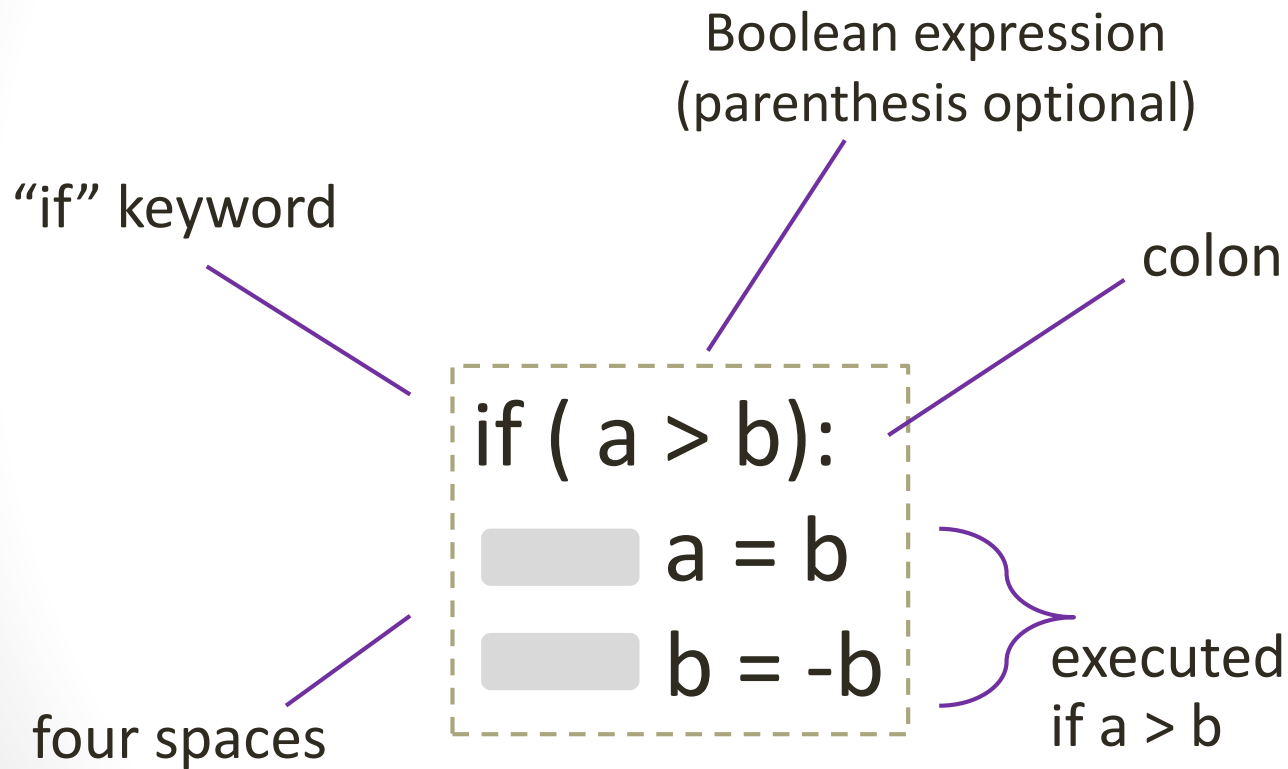 Boolean expression
(parenthesis optional)
“if” keyword
colon
if ( a > b):
a = b
b = -b
executed
if a > b
four spaces